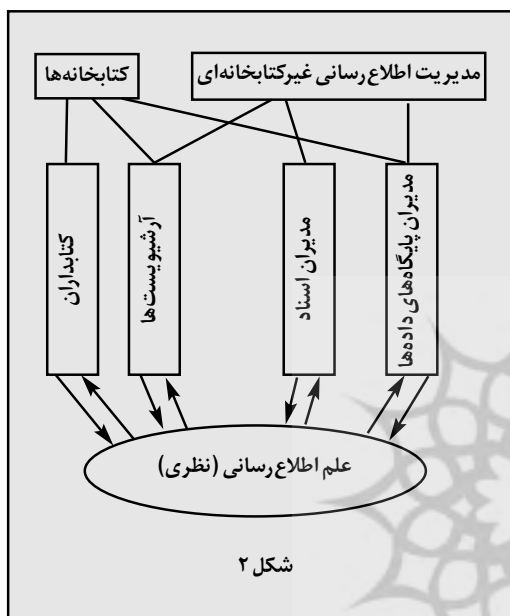 مدیریت اطلاع‌رسانی غیرکتابخانه‌ای
کتابخانه‌ها
مدیران پایگاه‌های داده‌ها
مدیران اسناد
آرشیویست‌ها
کتابداران
علم اطلاع‌رسانی (نظری)
شکل ۲